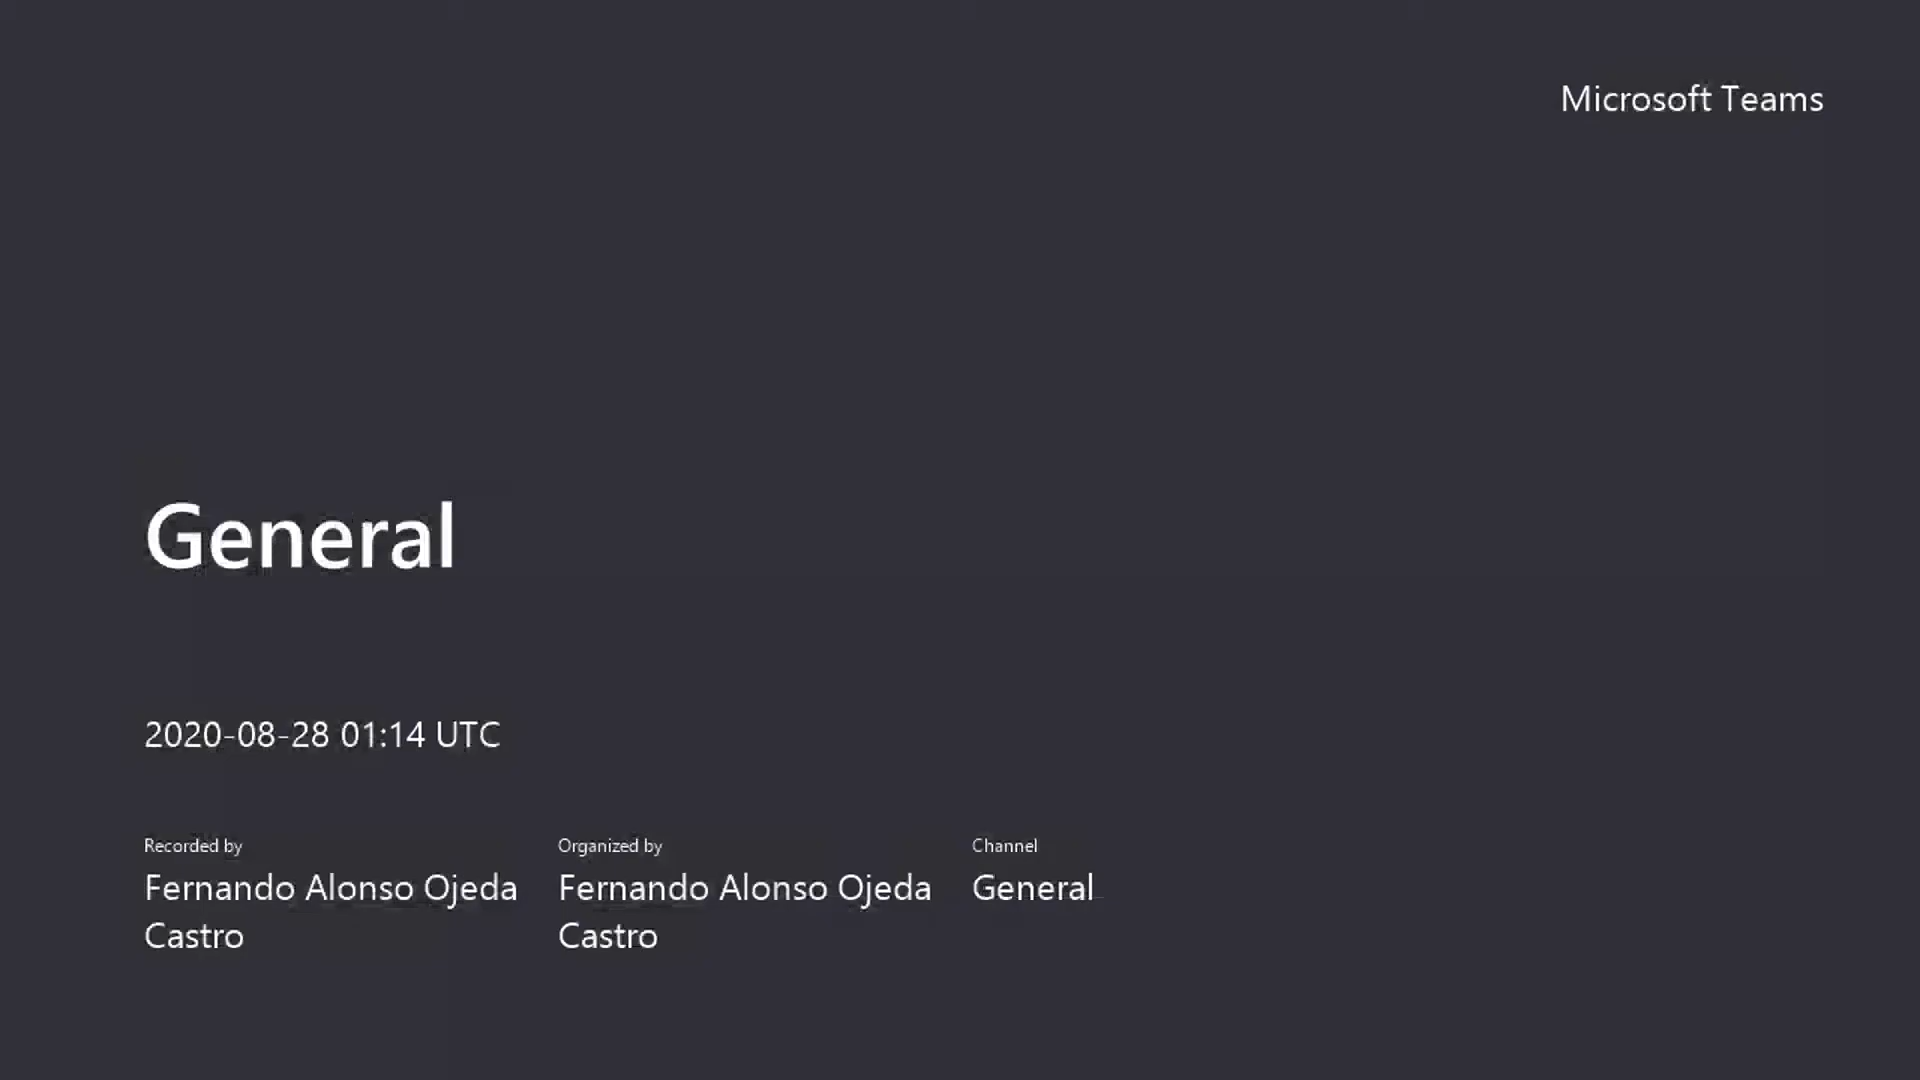 Microsoft Teams
General
2020-08-28 01:14 UTC
Recorded by
Fernando Alonso Ojeda
Castro
Organized by
Fernando Alonso Ojeda
Castro
Channel
General